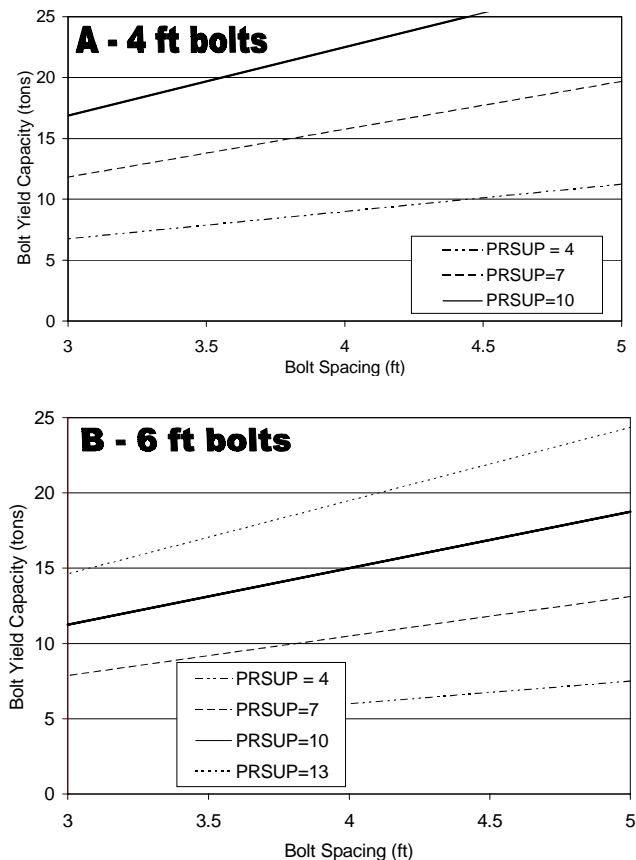 A - 4 ft bolts
25
20
15
10
5
0
Bolt Yield Capacity (tons)
PRSUP = 4
PRSUP=7
PRSUP=10
3 3.5 4 4.5 5
Bolt Spacing (ft)
B - 6 ft bolts
25
20
15
10
5
0
Bolt Yield Capacity (tons)
PRSUP = 4
PRSUP=7
PRSUP=10
PRSUP=13
3 3.5 4 4.5 5
Bolt Spacing (ft)